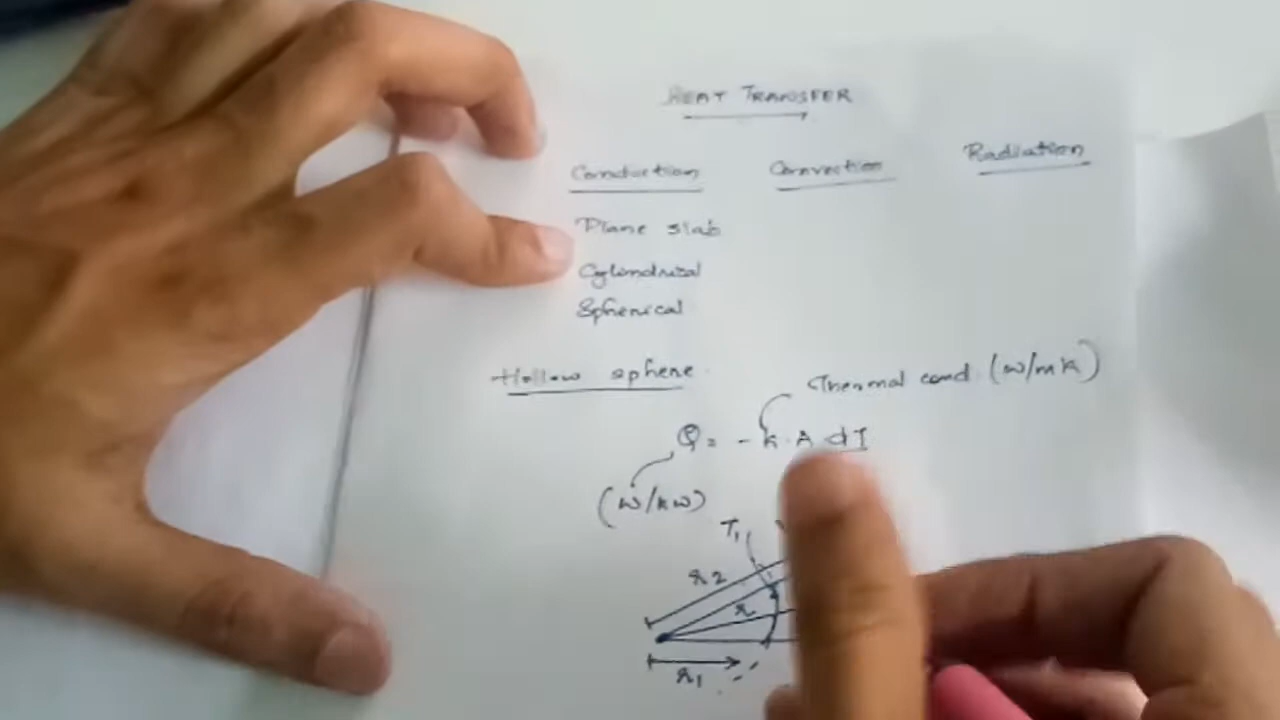 HEAT TRANSFER
Conduction Convection Radiation
Plane slab
Cylindrical
Spherical
Hollow sphere
Thermal cond (W/mk)
Q = - k . A dT
(W/kW)
T1
r2
r
r1